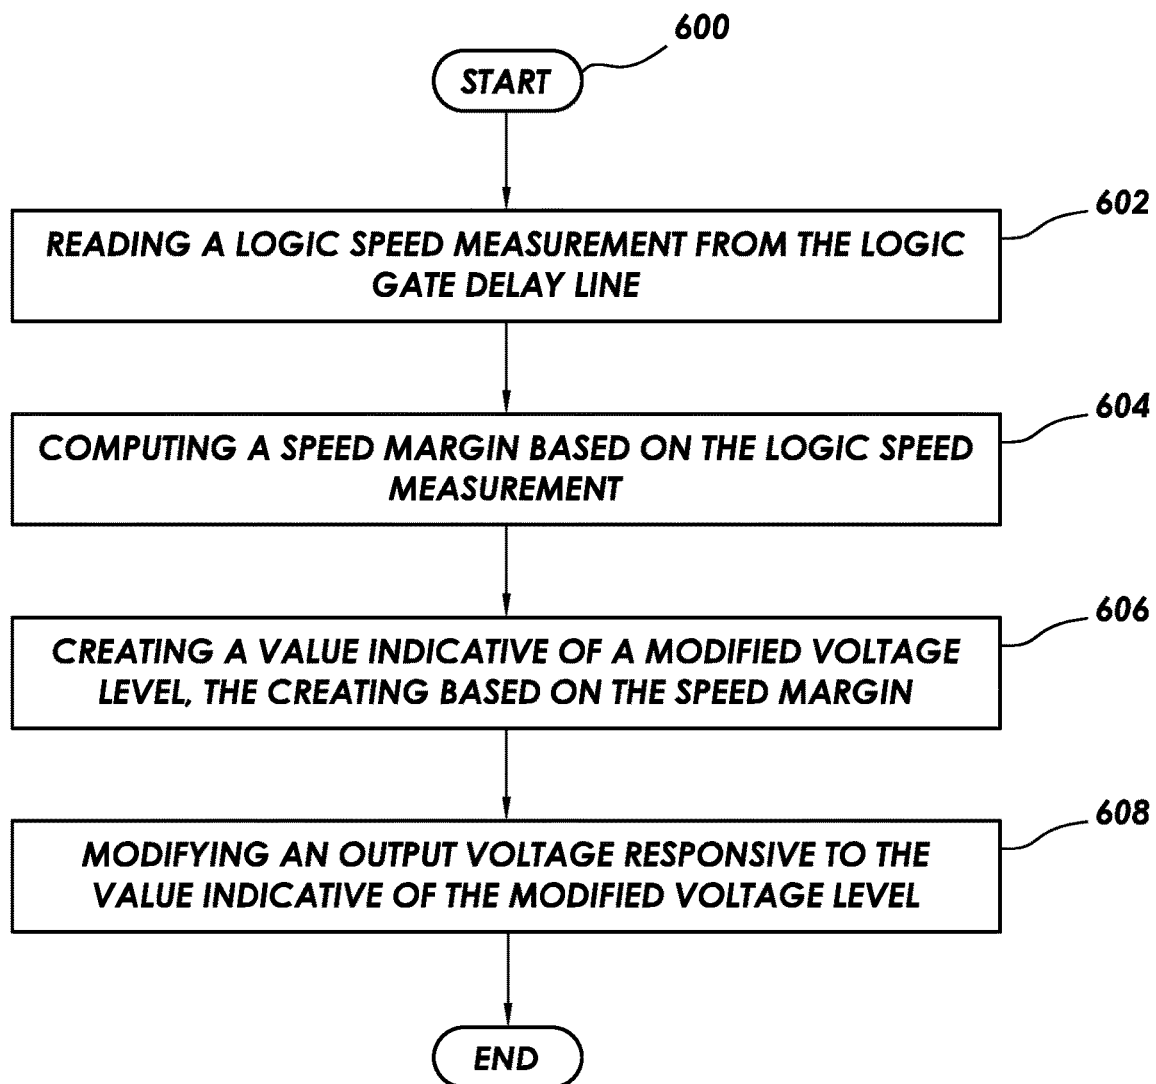 600
START
602
READING A LOGIC SPEED MEASUREMENT FROM THE LOGIC
GATE DELAY LINE
604
COMPUTING A SPEED MARGIN BASED ON THE LOGIC SPEED
MEASUREMENT
606
CREATING A VALUE INDICATIVE OF A MODIFIED VOLTAGE
LEVEL, THE CREATING BASED ON THE SPEED MARGIN
608
MODIFYING AN OUTPUT VOLTAGE RESPONSIVE TO THE
VALUE INDICATIVE OF THE MODIFIED VOLTAGE LEVEL
END